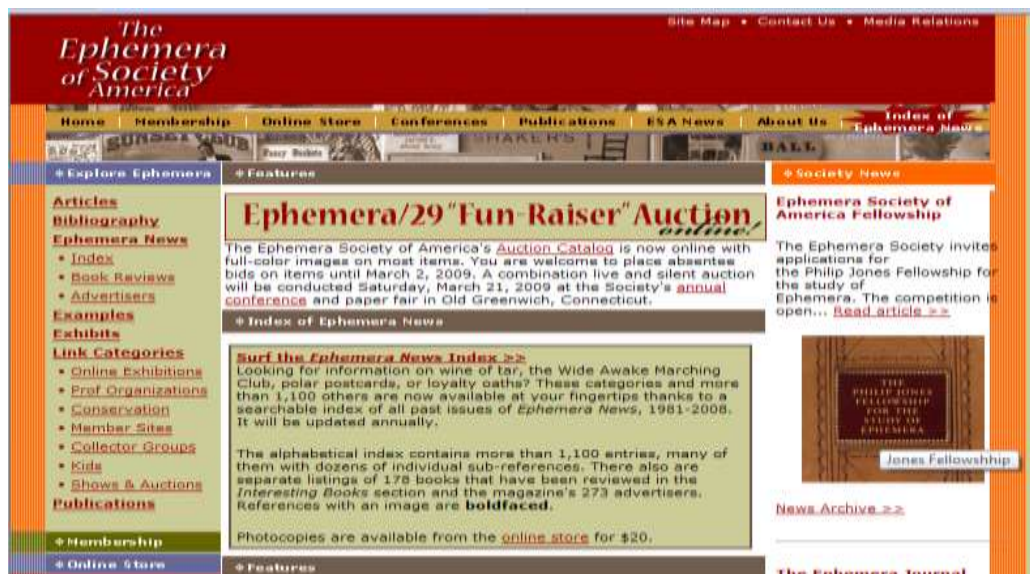 The
Ephemera
of Society
America
Site Map • Contact Us • Media Relations
Home | Membership | Online Store | Conferences | Publications | ESA News | About Us
Index of
Ephemera News
SUNSET
Fancy Baskets
SHAKERS
BALL
Explore Ephemera
Articles
Bibliography
Ephemera News
• Index
• Book Reviews
• Advertisers
Examples
Exhibits
Link Categories
• Online Exhibitions
• Prof Organizations
• Conservation
• Member Sites
• Collector Groups
• Kids
• Shows & Auctions
Publications
Membership
Online Store
Features
Ephemera/29 "Fun-Raiser" Auction
online!
The Ephemera Society of America's Auction Catalog is now online with
full-color images on most items. You are welcome to place absentee
bids on items until March 2, 2009. A combination live and silent auction
will be conducted Saturday, March 21, 2009 at the Society's annual
conference and paper fair in Old Greenwich, Connecticut.
Index of Ephemera News
Surf the Ephemera News Index >>
Looking for information on wine of tar, the Wide Awake Marching
Club, polar postcards, or loyalty oaths? These categories and more
than 1,100 others are now available at your fingertips thanks to a
searchable index of all past issues of Ephemera News, 1981-2008.
It will be updated annually.
The alphabetical index contains more than 1,100 entries, many of
them with dozens of individual sub-references. There also are
separate listings of 178 books that have been reviewed in the
Interesting Books section and the magazine's 273 advertisers.
References with an image are boldfaced.
Photocopies are available from the online store for $20.
Features
Society News
Ephemera Society of
America Fellowship
The Ephemera Society invites
applications for
the Philip Jones Fellowship for
the study of
Ephemera. The competition is
open... Read article >>
THE
PHILIP JONES
FELLOWSHIP
FOR THE
STUDY OF
EPHEMERA
Jones Fellowshhip
News Archive >>
The Ephemera Journal